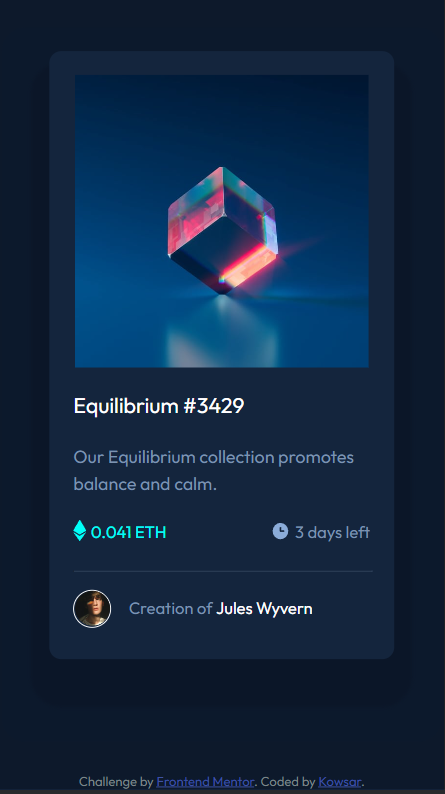 Equilibrium #3429
Our Equilibrium collection promotes
balance and calm.
0.041 ETH
3 days left
Creation of Jules Wyvern
Challenge by Frontend Mentor. Coded by Kowsar.